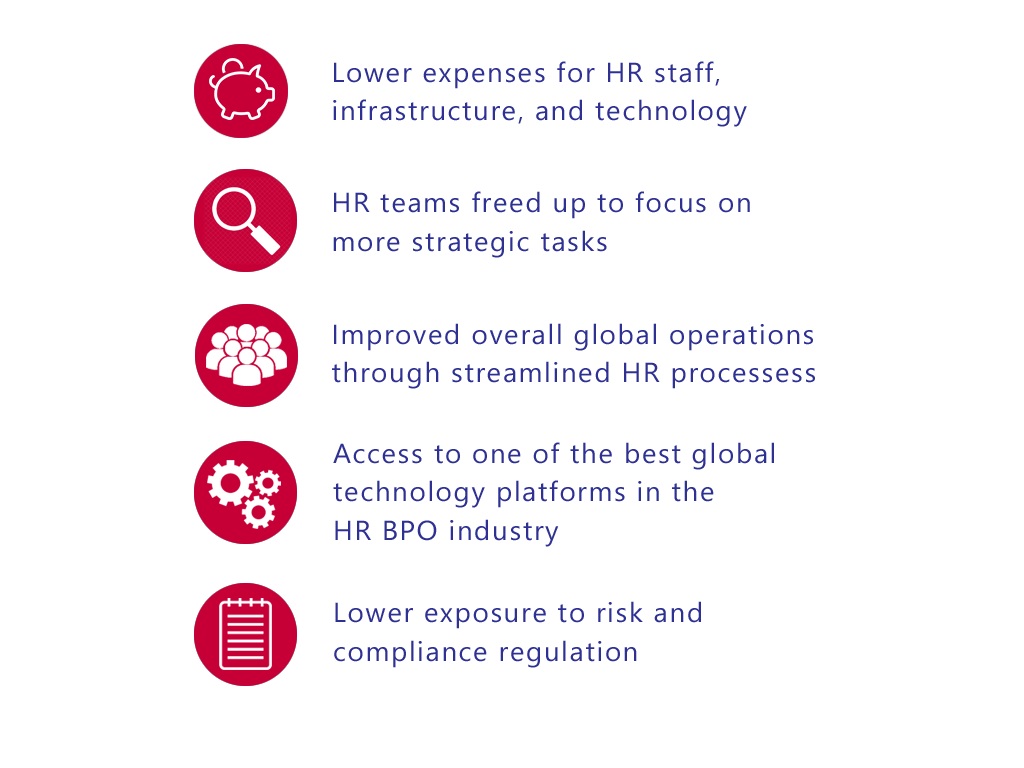 Lower expenses for HR staff,
infrastructure, and technology
HR teams freed up to focus on
more strategic tasks
Improved overall global operations
through streamlined HR processess
Access to one of the best global
technology platforms in the
HR BPO industry
Lower exposure to risk and
compliance regulation